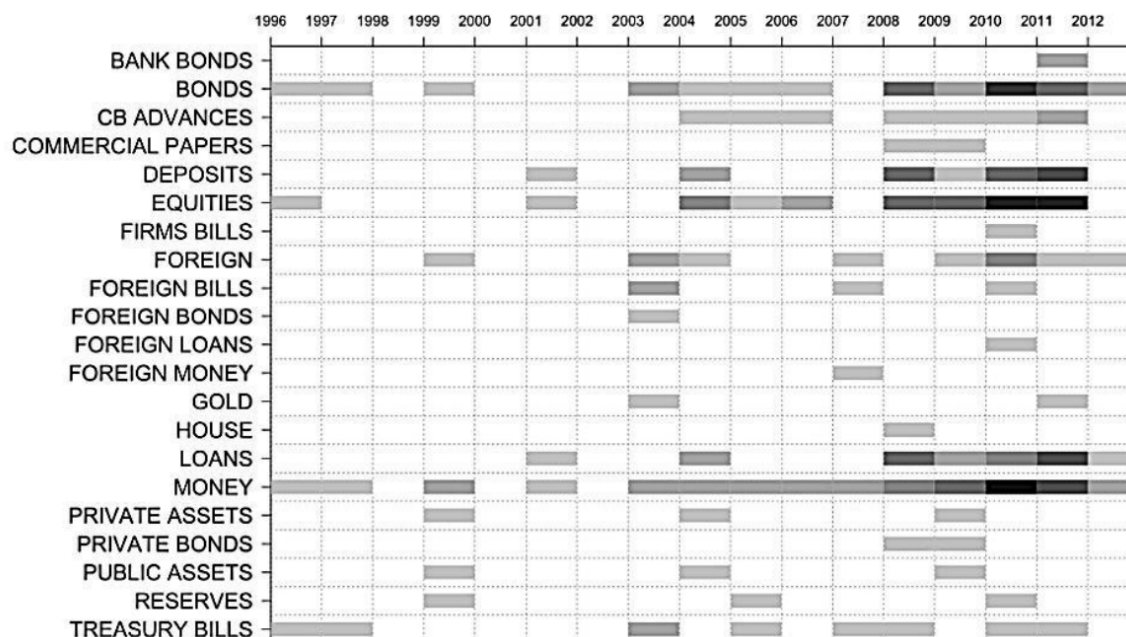 1996 1997 1998 1999 2000 2001 2002 2003 2004 2005 2006 2007 2008 2009 2010 2011 2012
BANK BONDS
BONDS
CB ADVANCES
COMMERCIAL PAPERS
DEPOSITS
EQUITIES
FIRMS BILLS
FOREIGN
FOREIGN BILLS
FOREIGN BONDS
FOREIGN LOANS
FOREIGN MONEY
GOLD
HOUSE
LOANS
MONEY
PRIVATE ASSETS
PRIVATE BONDS
PUBLIC ASSETS
RESERVES
TREASURY BILLS